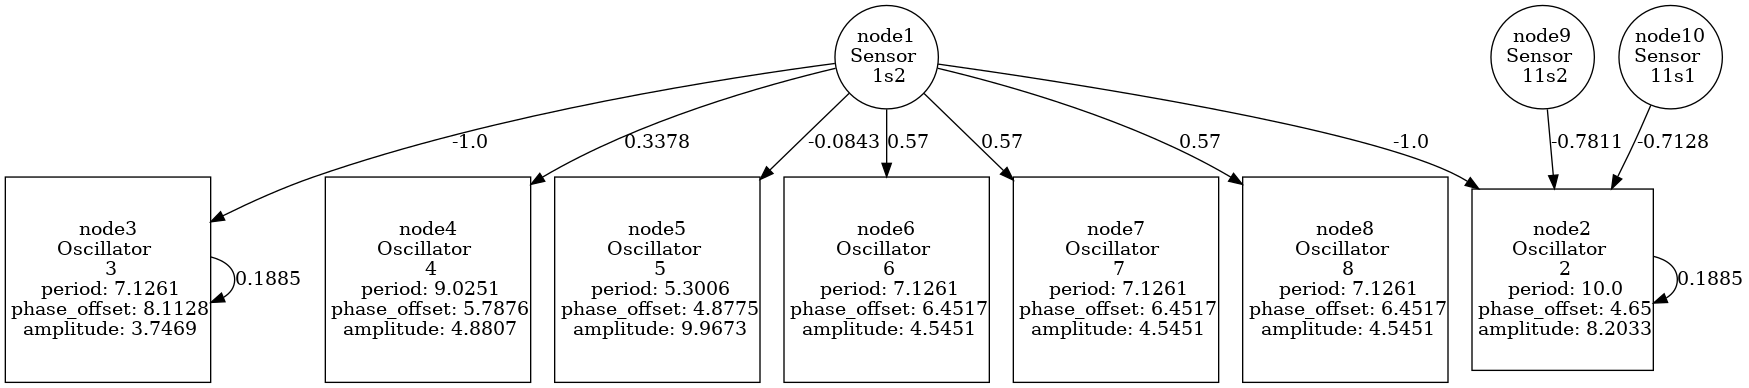 node1
Sensor
1s2
node9
Sensor
11s2
node10
Sensor
11s1
-1.0
0.3378
-0.0843
0.57
0.57
0.57
-1.0
-0.7811
-0.7128
node3
Oscillator
3
period: 7.1261
phase_offset: 8.1128
amplitude: 3.7469
0.1885
node4
Oscillator
4
period: 9.0251
phase_offset: 5.7876
amplitude: 4.8807
node5
Oscillator
5
period: 5.3006
phase_offset: 4.8775
amplitude: 9.9673
node6
Oscillator
6
period: 7.1261
phase_offset: 6.4517
amplitude: 4.5451
node7
Oscillator
7
period: 7.1261
phase_offset: 6.4517
amplitude: 4.5451
node8
Oscillator
8
period: 7.1261
phase_offset: 6.4517
amplitude: 4.5451
node2
Oscillator
2
period: 10.0
phase_offset: 4.65
amplitude: 8.2033
0.1885